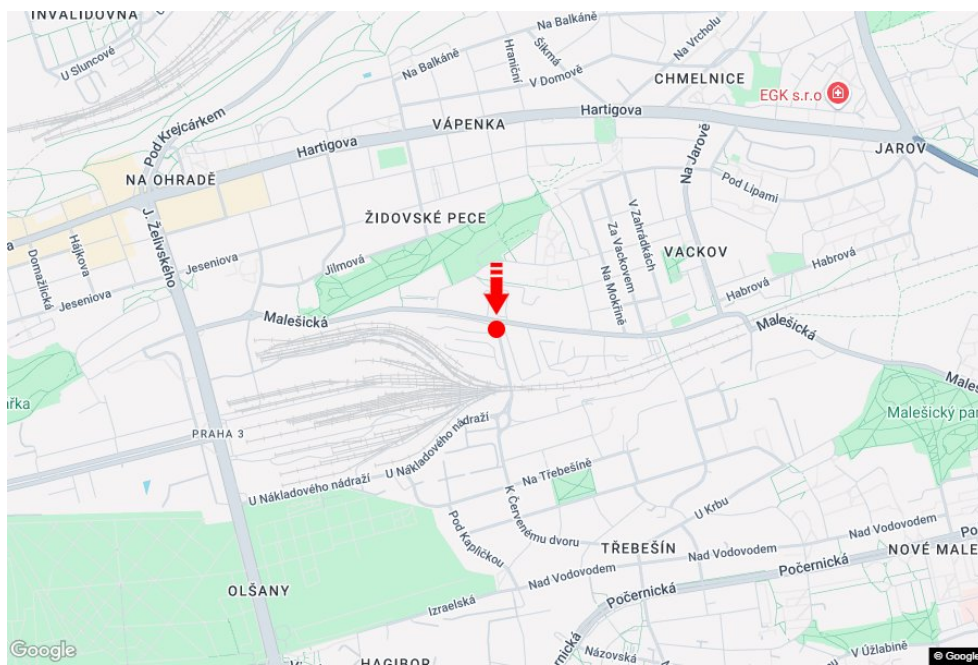 INVALIDOVNA
U Sluncové
Na Balkáně
Hraniční
Šikmá
Na Vrcholu
Na Balkáně
V Domově
CHMELNICE
EGK s.r.o
Pod Krejcárkem
Hartigova
VÁPENKA
Hartigova
JAROV
NA OHRADĚ
Na Jarově
Pod Lipami
J. Želivského
ŽIDOVSKÉ PECE
V Zahrádkách
Za Vackovem
Hájkova
Domažlická
Jeseniova
Jilmová
VACKOV
Habrová
Na Mokřině
Jeseniova
Habrová
Malešická
Malešická
Malešický
PRAHA 3
U Nákladového nádraží
U Nákladového nádraží
Na Třebešíně
K Červenému dvoru
U Krbu
Pod Kapličkou
TŘEBEŠÍN
Nad Vodovodem
Nad Vodovodem
NOVÉ MALE
OLŠANY
Nad Vodovodem
Počernická
Počernická
Izraelská
Názovská
V Úžlabině
HAGIBOR
Google
© Google